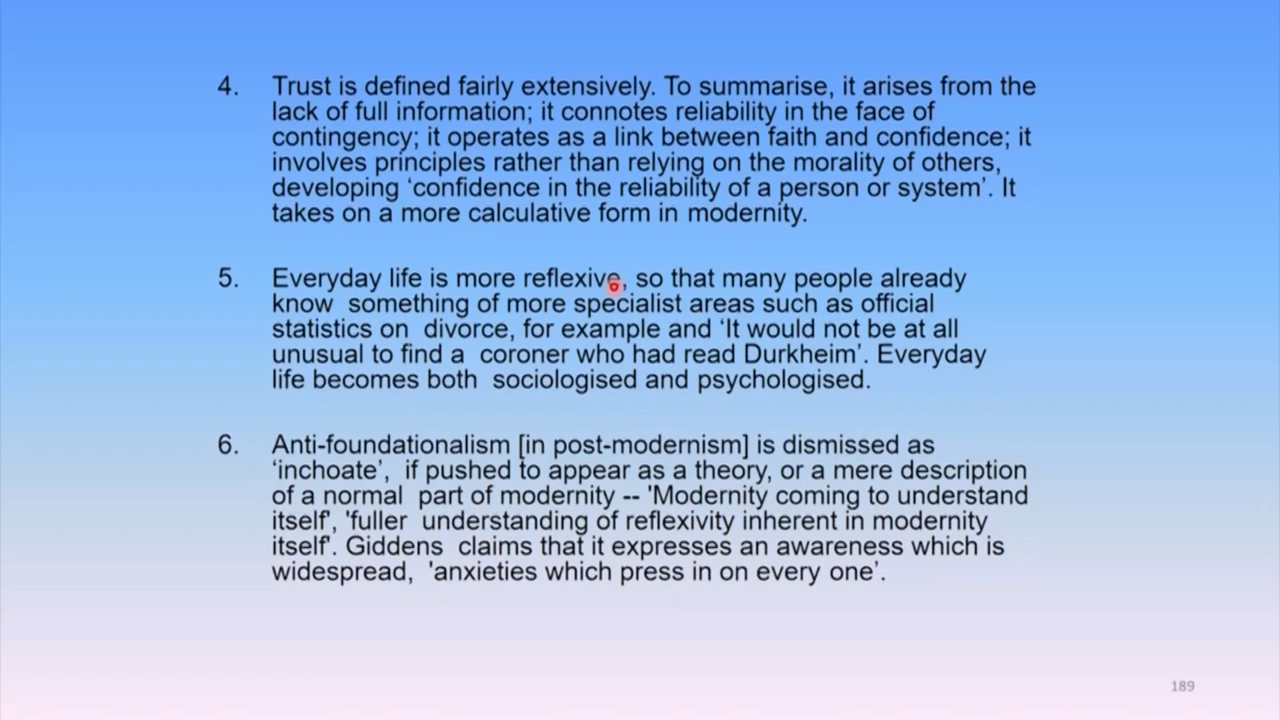 4. Trust is defined fairly extensively. To summarise, it arises from the
lack of full information; it connotes reliability in the face of
contingency; it operates as a link between faith and confidence; it
involves principles rather than relying on the morality of others,
developing ‘confidence in the reliability of a person or system’. It
takes on a more calculative form in modernity.
5. Everyday life is more reflexive, so that many people already
know something of more specialist areas such as official
statistics on divorce, for example and ‘It would not be at all
unusual to find a coroner who had read Durkheim’. Everyday
life becomes both sociologised and psychologised.
6. Anti-foundationalism [in post-modernism] is dismissed as
‘inchoate’, if pushed to appear as a theory, or a mere description
of a normal part of modernity -- 'Modernity coming to understand
itself', 'fuller understanding of reflexivity inherent in modernity
itself'. Giddens claims that it expresses an awareness which is
widespread, 'anxieties which press in on every one’.
189